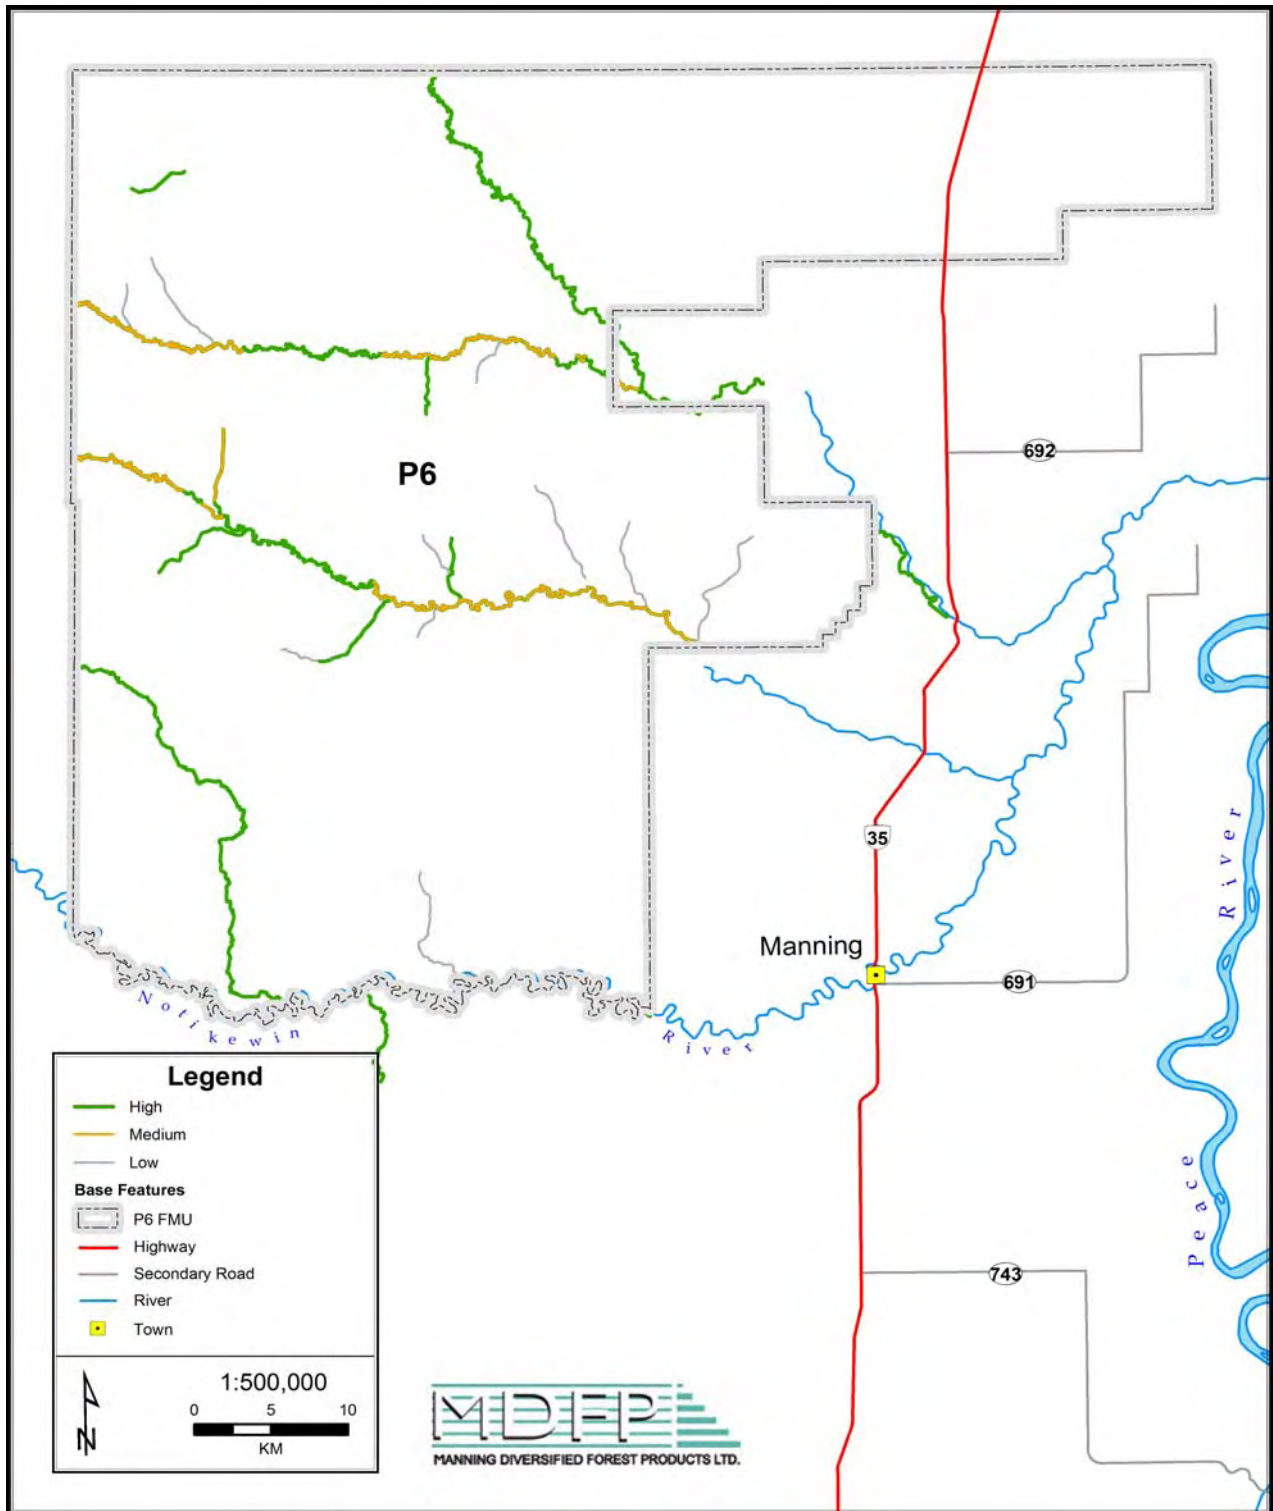 P6
692
35
River
Manning
691
Notikewin
River
Peace
743
Legend
High
Medium
Low
Base Features
P6 FMU
Highway
Secondary Road
River
Town
1:500,000
0 5 10
KM
N
MDFP
MANNING DIVERSIFIED FOREST PRODUCTS LTD.